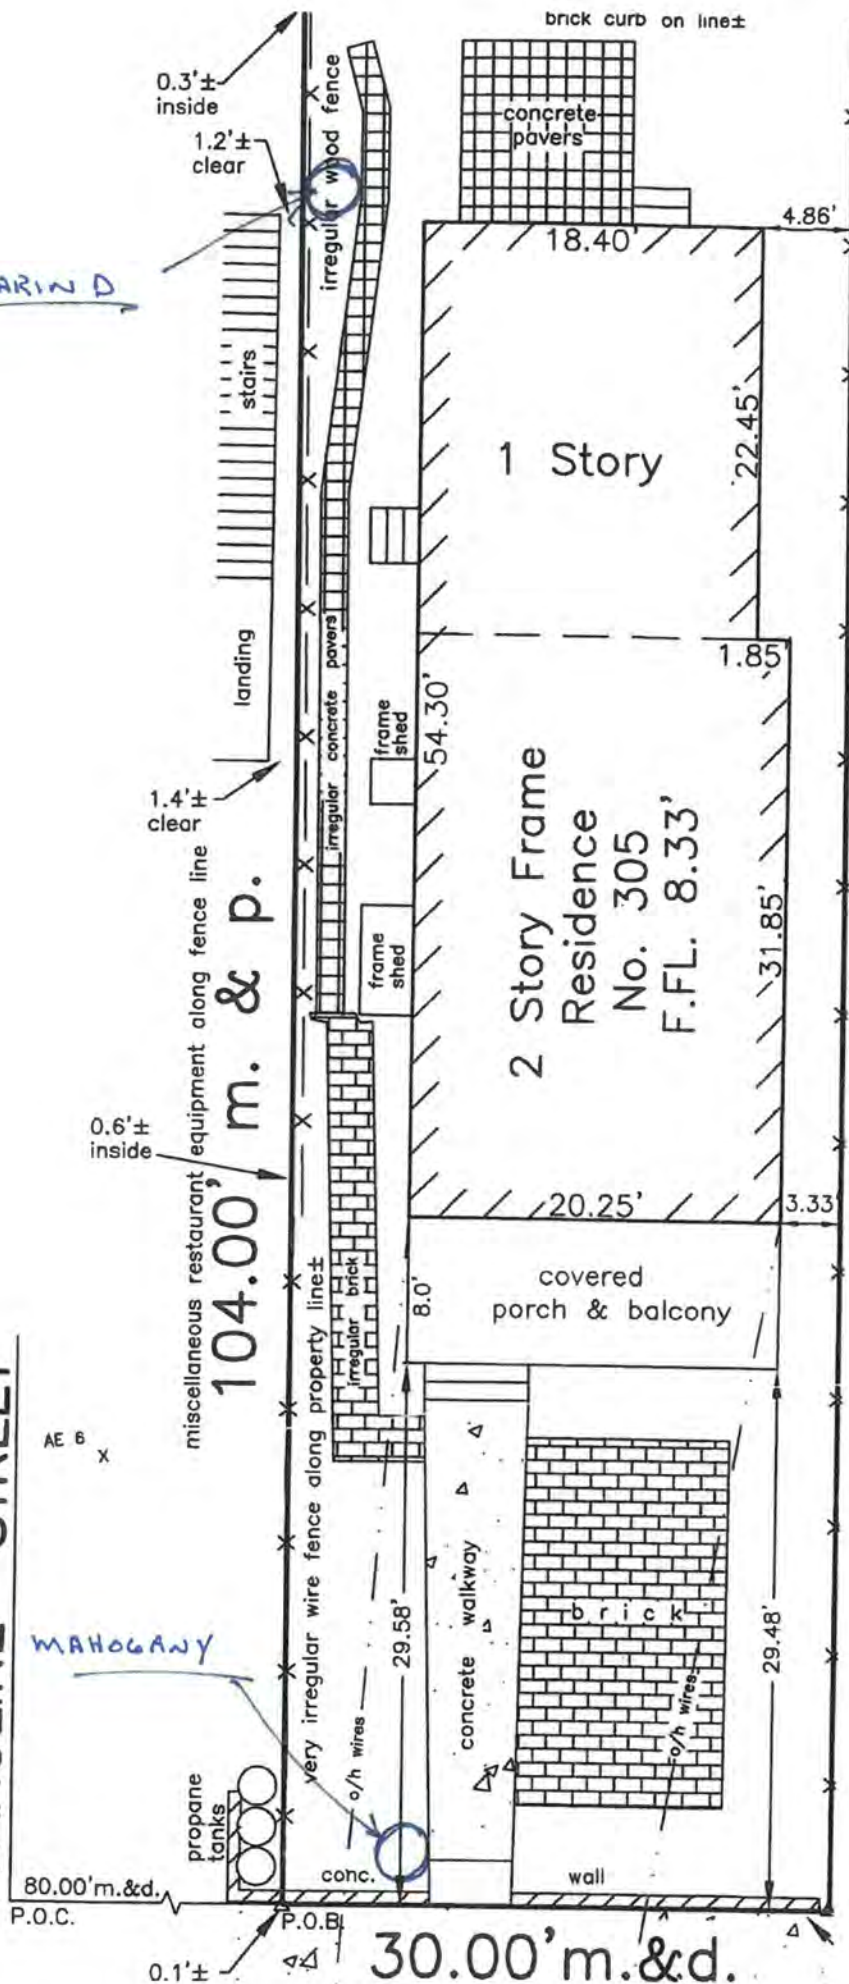 brick curb on line±
0.3'±
inside
irregular wood fence
1.2'±
clear
concrete
pavers
4.86'
18.40'
stairs
22.45'
1 Story
landing
1.85'
irregular concrete pavers
frame
shed
54.30'
1.4'±
clear
2 Story Frame
Residence
No. 305
F.FL. 8.33'
31.85'
miscellaneous restaurant equipment along fence line
104.00' m. & p.
frame
shed
0.6'±
inside
20.25'
3.33'
covered
porch & balcony
8.0'
irregular brick
very irregular wire fence along property line±
AE 6 x
concrete walkway
brick
29.58'
29.48'
MAHOGANY
o/h wires
o/h wires
propane
tanks
conc.
wall
80.00'm.&d.
P.O.C.
P.O.B.
0.1'±
30.00'm.&d.